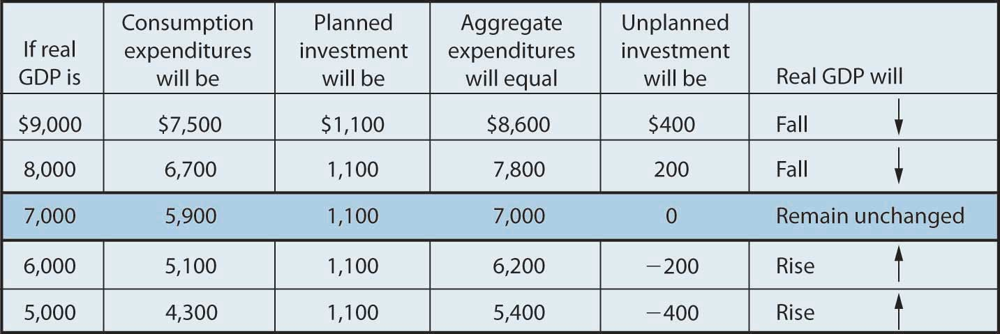 If real GDP is
Consumption expenditures will be
Planned investment will be
Aggregate expenditures will equal
Unplanned investment will be
Real GDP will
$9,000 $7,500 $1,100 $8,600 $400 Fall
8,000 6,700 1,100 7,800 200 Fall
7,000 5,900 1,100 7,000 0 Remain unchanged
6,000 5,100 1,100 6,200 −200 Rise
5,000 4,300 1,100 5,400 −400 Rise